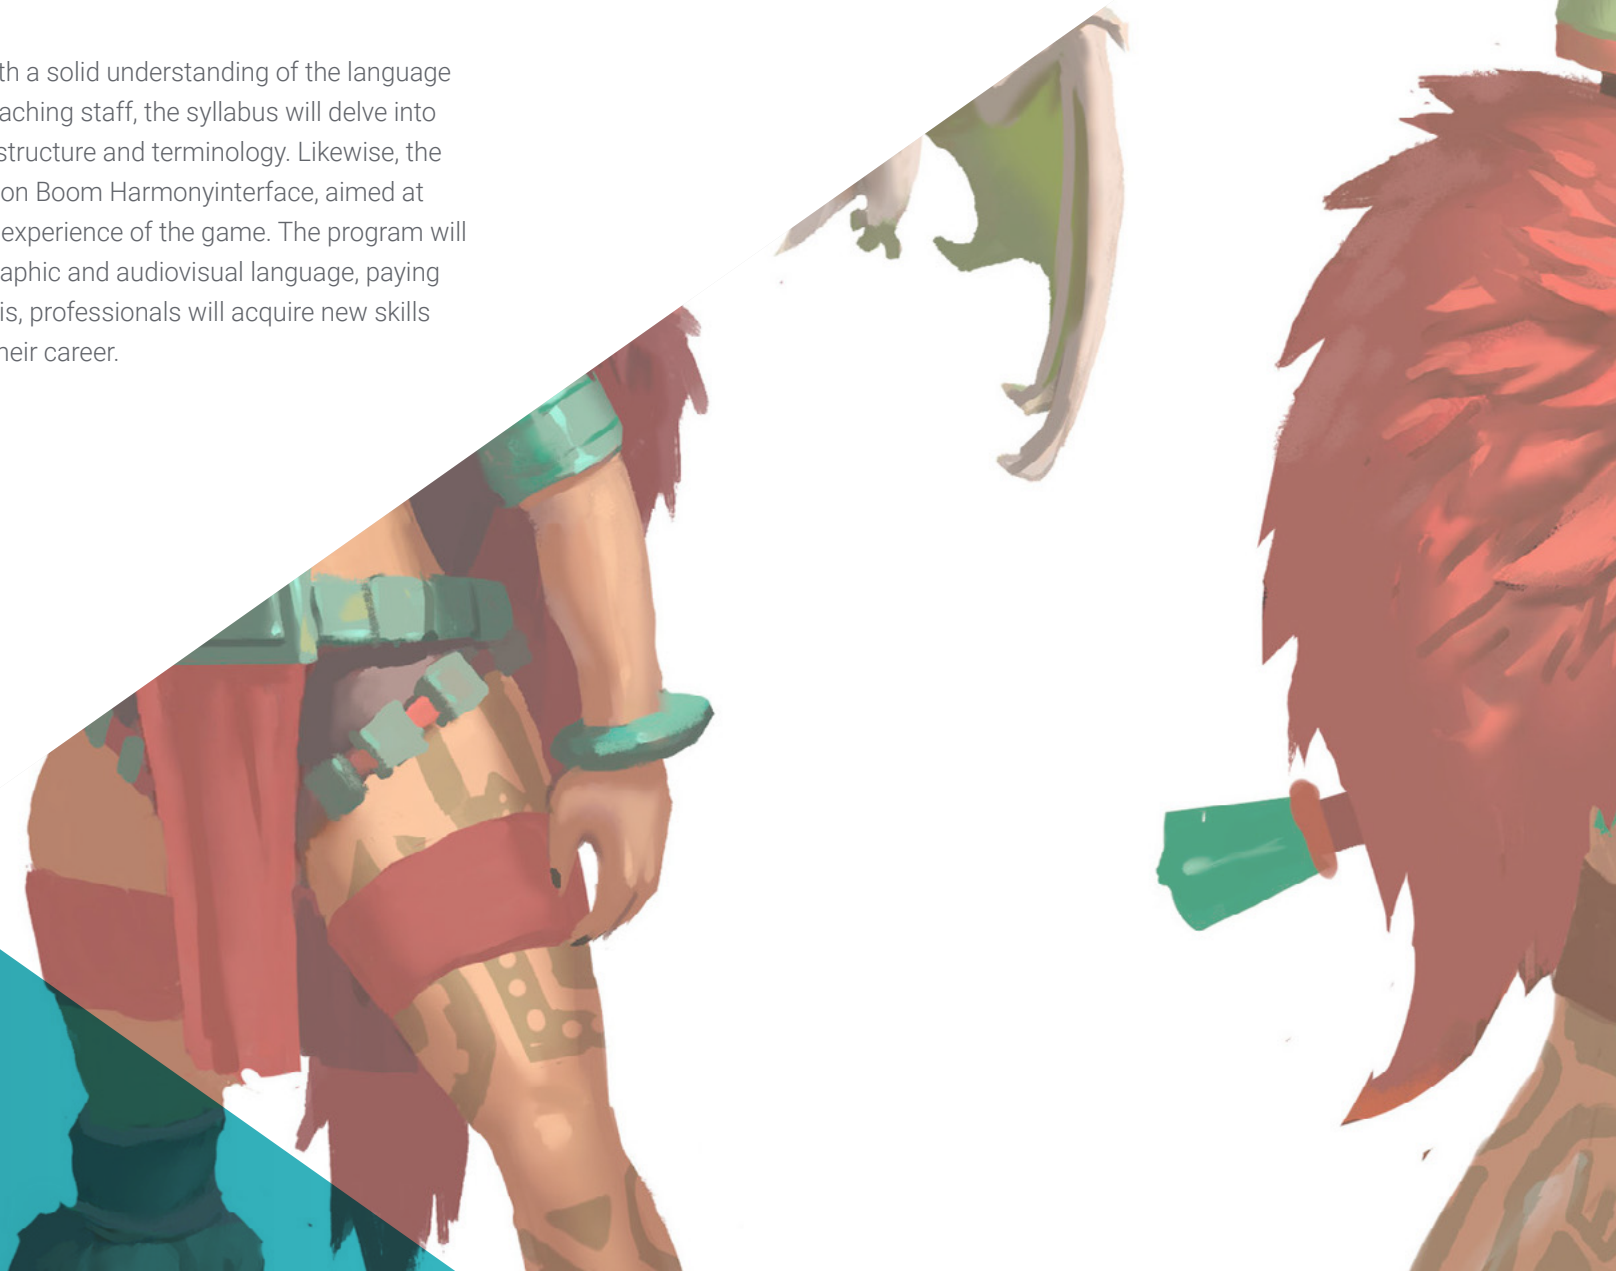 th a solid understanding of the language
aching staff, the syllabus will delve into
structure and terminology. Likewise, the
on Boom Harmonyinterface, aimed at
experience of the game. The program will
aphic and audiovisual language, paying
is, professionals will acquire new skills
heir career.